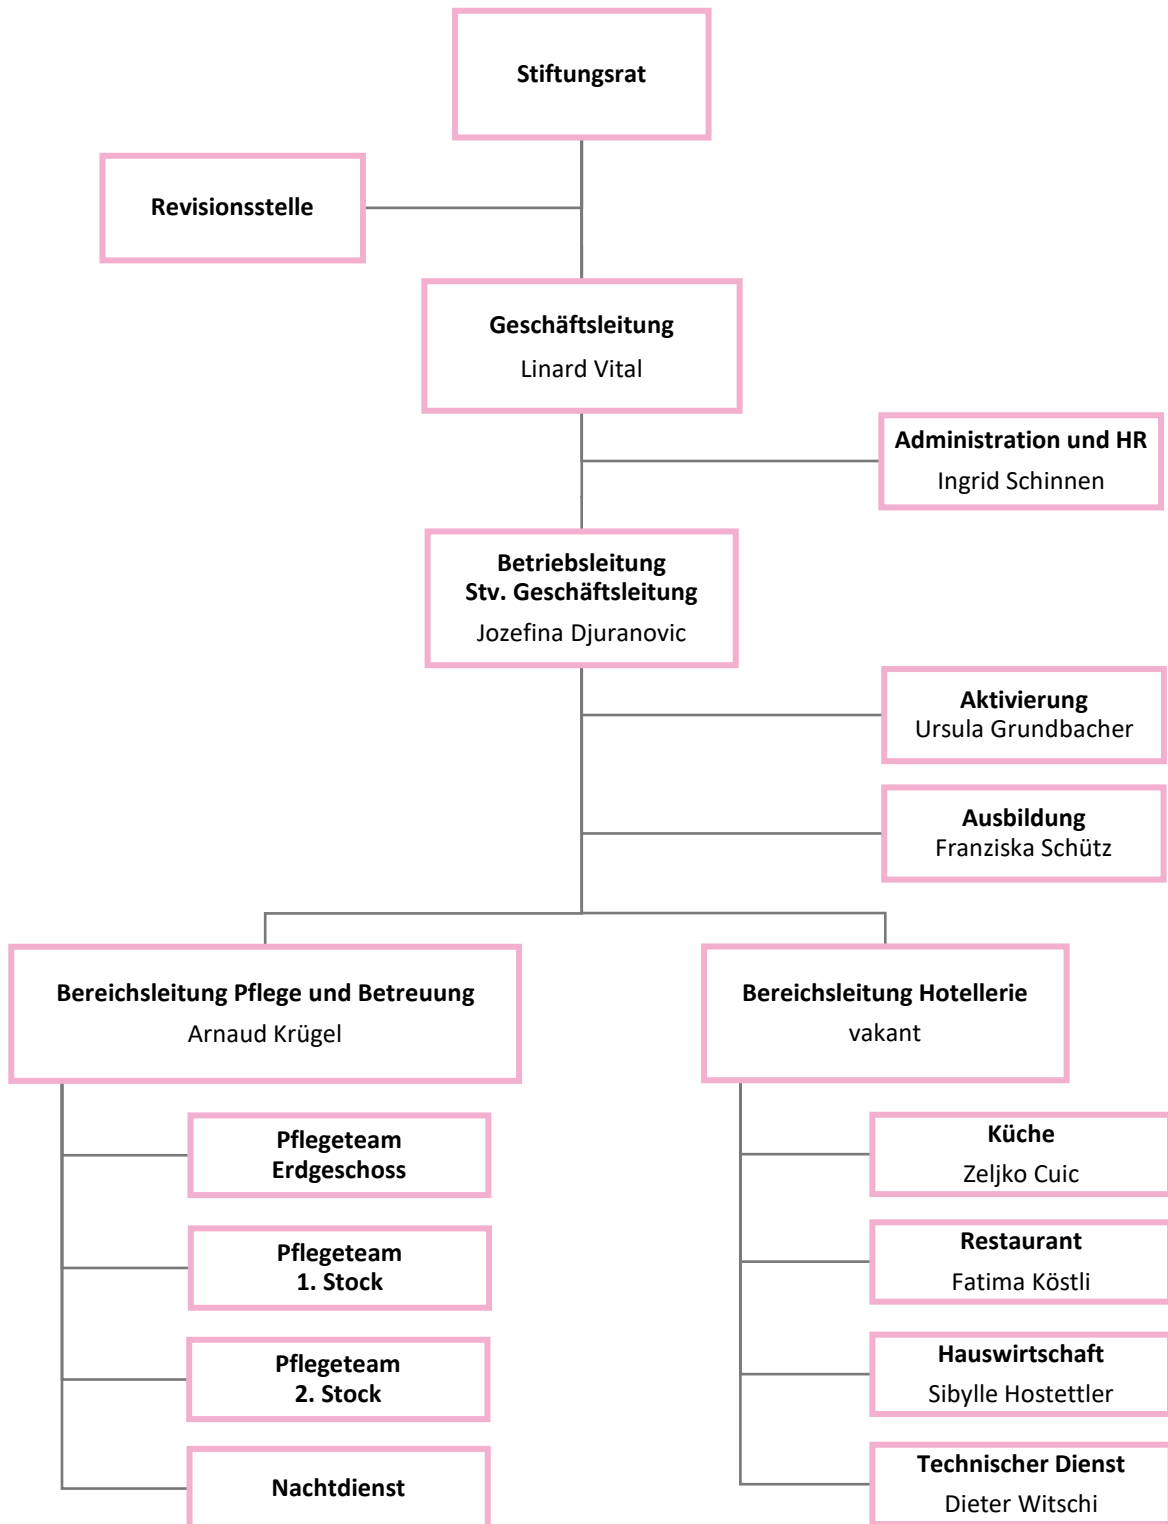 Stiftungsrat
Revisionsstelle
Geschäftsleitung
Linard Vital
Administration und HR
Ingrid Schinnen
Betriebsleitung
Stv. Geschäftsleitung
Jozefina Djuranovic
Aktivierung
Ursula Grundbacher
Ausbildung
Franziska Schütz
Bereichsleitung Pflege und Betreuung
Arnaud Krügel
Bereichsleitung Hotellerie
vakant
Pflegeteam
Erdgeschoss
Pflegeteam
1. Stock
Pflegeteam
2. Stock
Nachtdienst
Küche
Zeljko Cuic
Restaurant
Fatima Köstli
Hauswirtschaft
Sibylle Hostettler
Technischer Dienst
Dieter Witschi